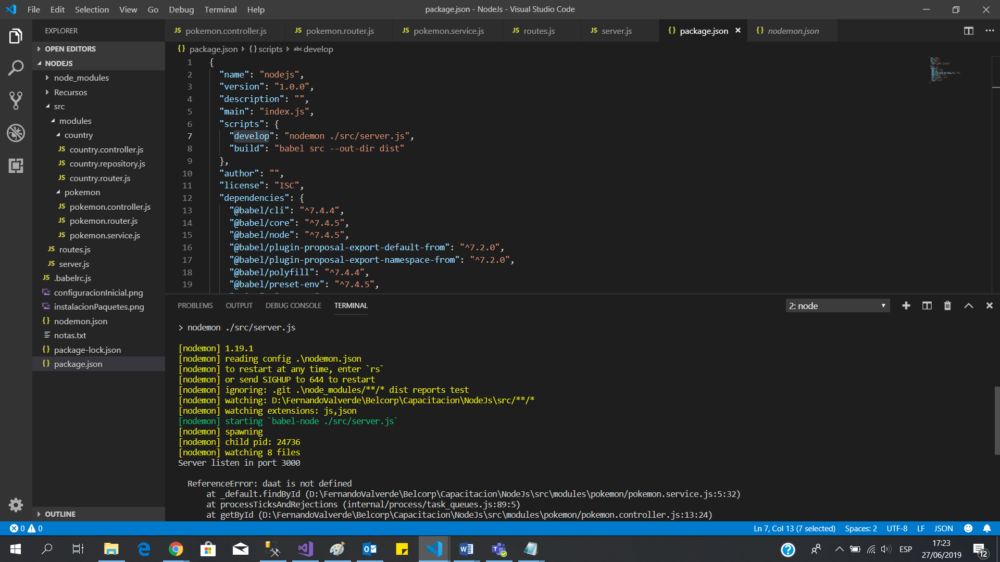 File Edit Selection View Go Debug Terminal Help
package.json - NodeJs - Visual Studio Code
EXPLORER
OPEN EDITORS
NODEJS
node_modules
Recursos
src
modules
country
JS country.controller.js
JS country.repository.js
JS country.router.js
pokemon
JS pokemon.controller.js
JS pokemon.router.js
JS pokemon.service.js
JS routes.js
JS server.js
JS .babelrc.js
configuracionInicial.png
instalacionPaquetes.png
{} nodemon.json
notas.txt
{} package-lock.json
{} package.json
OUTLINE
JS pokemon.controller.js JS pokemon.router.js JS pokemon.service.js JS routes.js JS server.js {} package.json × {} nodemon.json
{} package.json › {} scripts › abc develop
1 {
2 "name": "nodejs",
3 "version": "1.0.0",
4 "description": "",
5 "main": "index.js",
6 "scripts": {
7 "develop": "nodemon ./src/server.js",
8 "build": "babel src --out-dir dist"
9 },
10 "author": "",
11 "license": "ISC",
12 "dependencies": {
13 "@babel/cli": "^7.4.4",
14 "@babel/core": "^7.4.5",
15 "@babel/node": "^7.4.5",
16 "@babel/plugin-proposal-export-default-from": "^7.2.0",
17 "@babel/plugin-proposal-export-namespace-from": "^7.2.0",
18 "@babel/polyfill": "^7.4.4",
19 "@babel/preset-env": "^7.4.5",
PROBLEMS OUTPUT DEBUG CONSOLE TERMINAL
2: node
> nodemon ./src/server.js
[nodemon] 1.19.1
[nodemon] reading config .\nodemon.json
[nodemon] to restart at any time, enter `rs`
[nodemon] or send SIGHUP to 644 to restart
[nodemon] ignoring: .git .\node_modules/**/* dist reports test
[nodemon] watching: D:\FernandoValverde\Belcorp\Capacitacion\NodeJs\src/**/*
[nodemon] watching extensions: js,json
[nodemon] starting `babel-node ./src/server.js`
[nodemon] spawning
[nodemon] child pid: 24736
[nodemon] watching 8 files
Server listen in port 3000
ReferenceError: daat is not defined
at _default.findById (D:\FernandoValverde\Belcorp\Capacitacion\NodeJs\src\modules\pokemon/pokemon.service.js:5:32)
at processTicksAndRejections (internal/process/task_queues.js:89:5)
at getById (D:\FernandoValverde\Belcorp\Capacitacion\NodeJs\src\modules\pokemon/pokemon.controller.js:13:24)
0 0
Ln 7, Col 13 (7 selected) Spaces: 2 UTF-8 LF JSON
ESP
17:23
27/06/2019
12